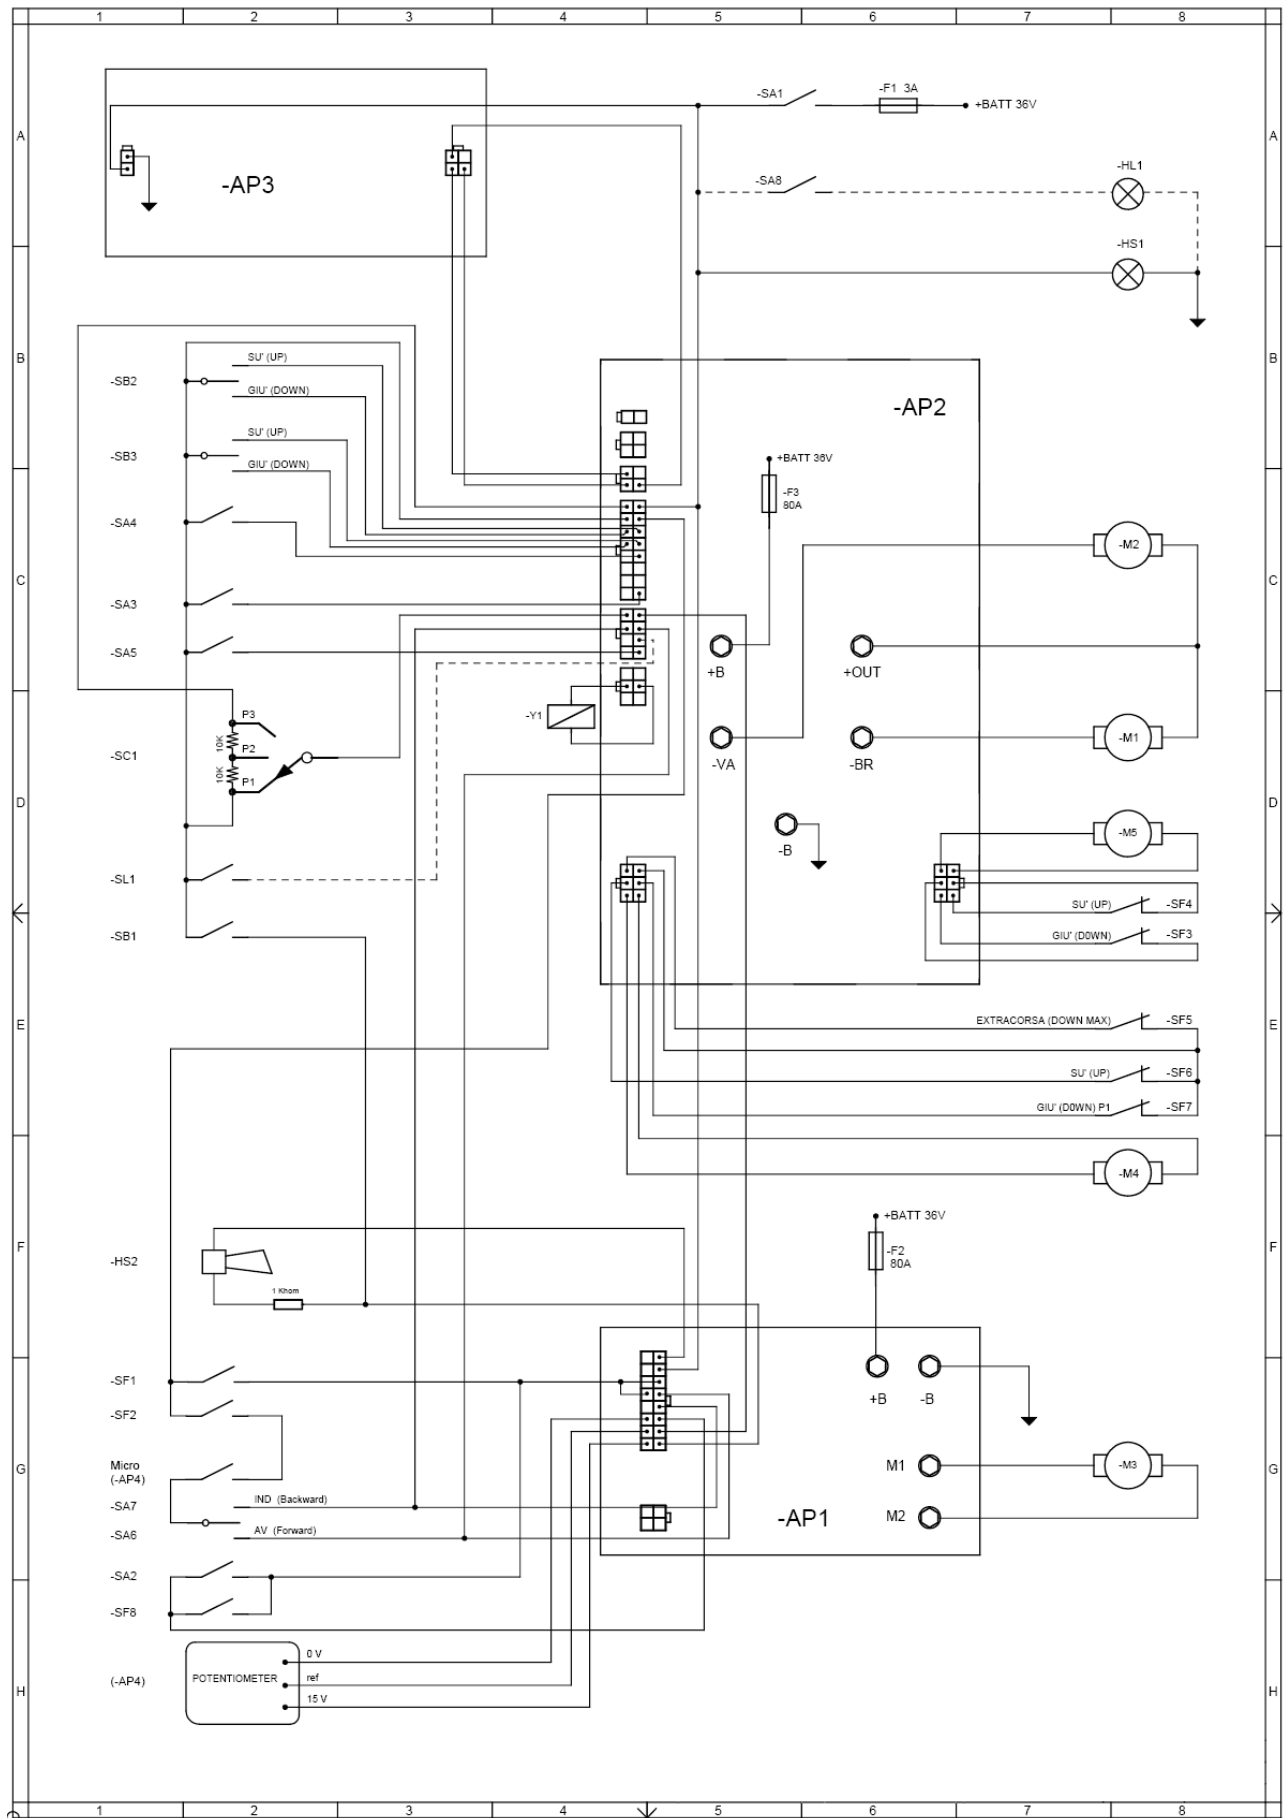 1 2 3 4 5 6 7 8
-SA1
-F1 3A
+BATT 36V
A
A
-AP3
-SA8
-HL1
-HS1
B
B
SU' (UP)
-SB2
GIU' (DOWN)
-AP2
SU' (UP)
-SB3
GIU' (DOWN)
+BATT 36V
-F3
80A
-SA4
-M2
C
C
-SA3
-SA5
+B
+OUT
P3
-Y1
10K
P2
-SC1
10K
P1
-VA
-BR
-M1
D
D
-M5
-B
-SL1
SU' (UP)
-SF4
-SB1
GIU' (D0WN)
-SF3
E
E
EXTRACORSA (DOWN MAX)
-SF5
SU' (UP)
-SF6
GIU' (D0WN) P1
-SF7
-M4
+BATT 36V
F
F
-HS2
-F2
80A
1 Khom
-SF1
+B
-B
-SF2
Micro
(-AP4)
G
G
M1
-M3
-SA7
IND (Backward)
M2
-AP1
-SA6
AV (Forward)
-SA2
-SF8
0 V
(-AP4)
POTENTIOMETER
ref
15 V
H
H
1 2 3 4 5 6 7 8